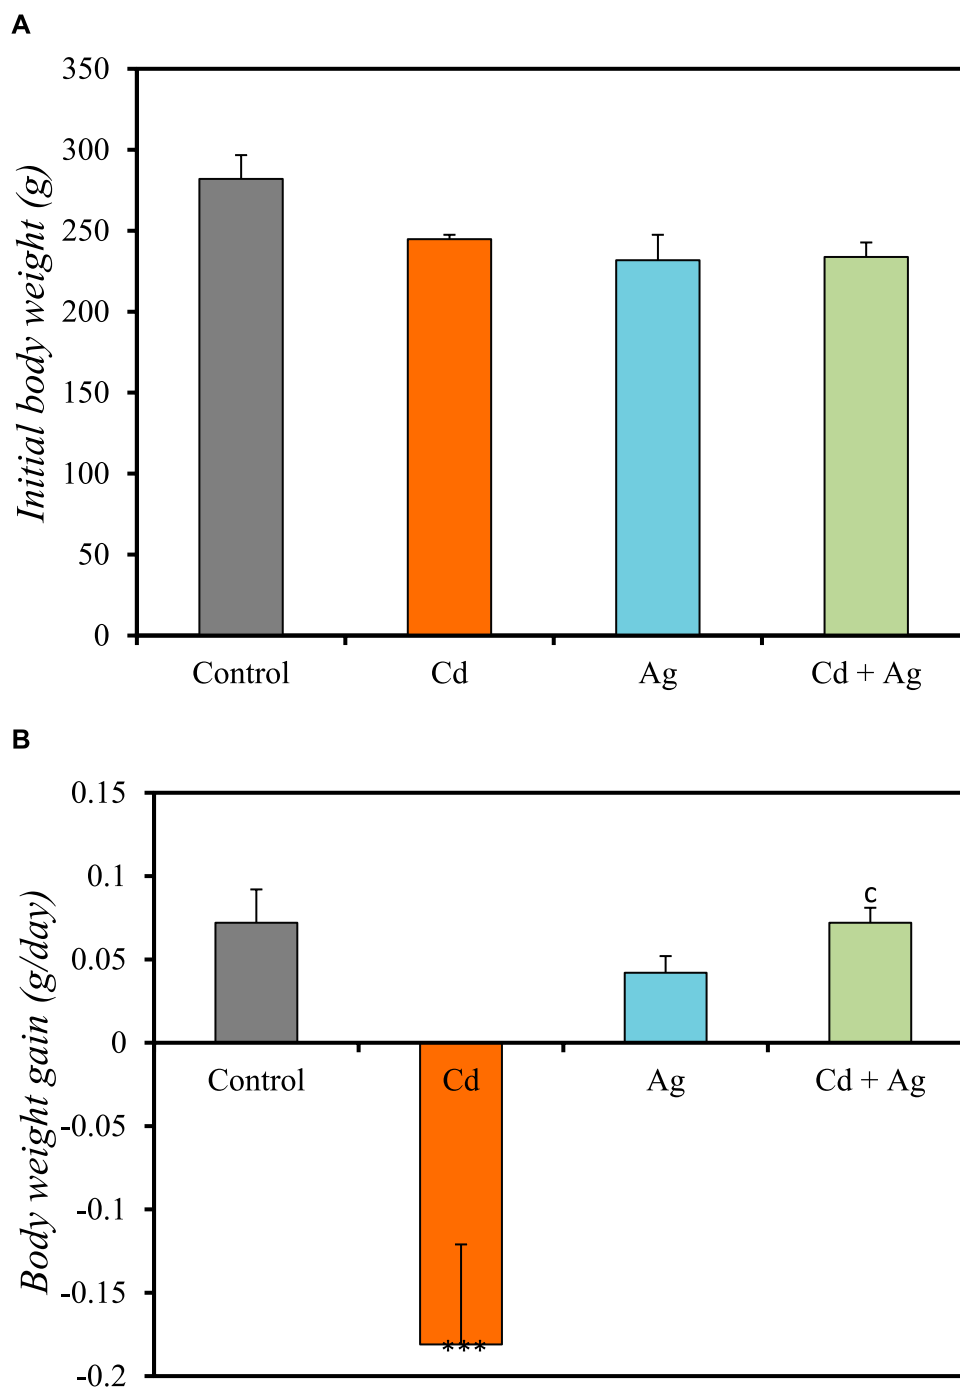 A
Initial body weight (g)
350
300
250
200
150
100
50
0
Control Cd Ag Cd + Ag
B
Body weight gain (g/day)
0.15
0.1
0.05
0
-0.05
-0.1
-0.15
-0.2
c
Control Cd Ag Cd + Ag
***